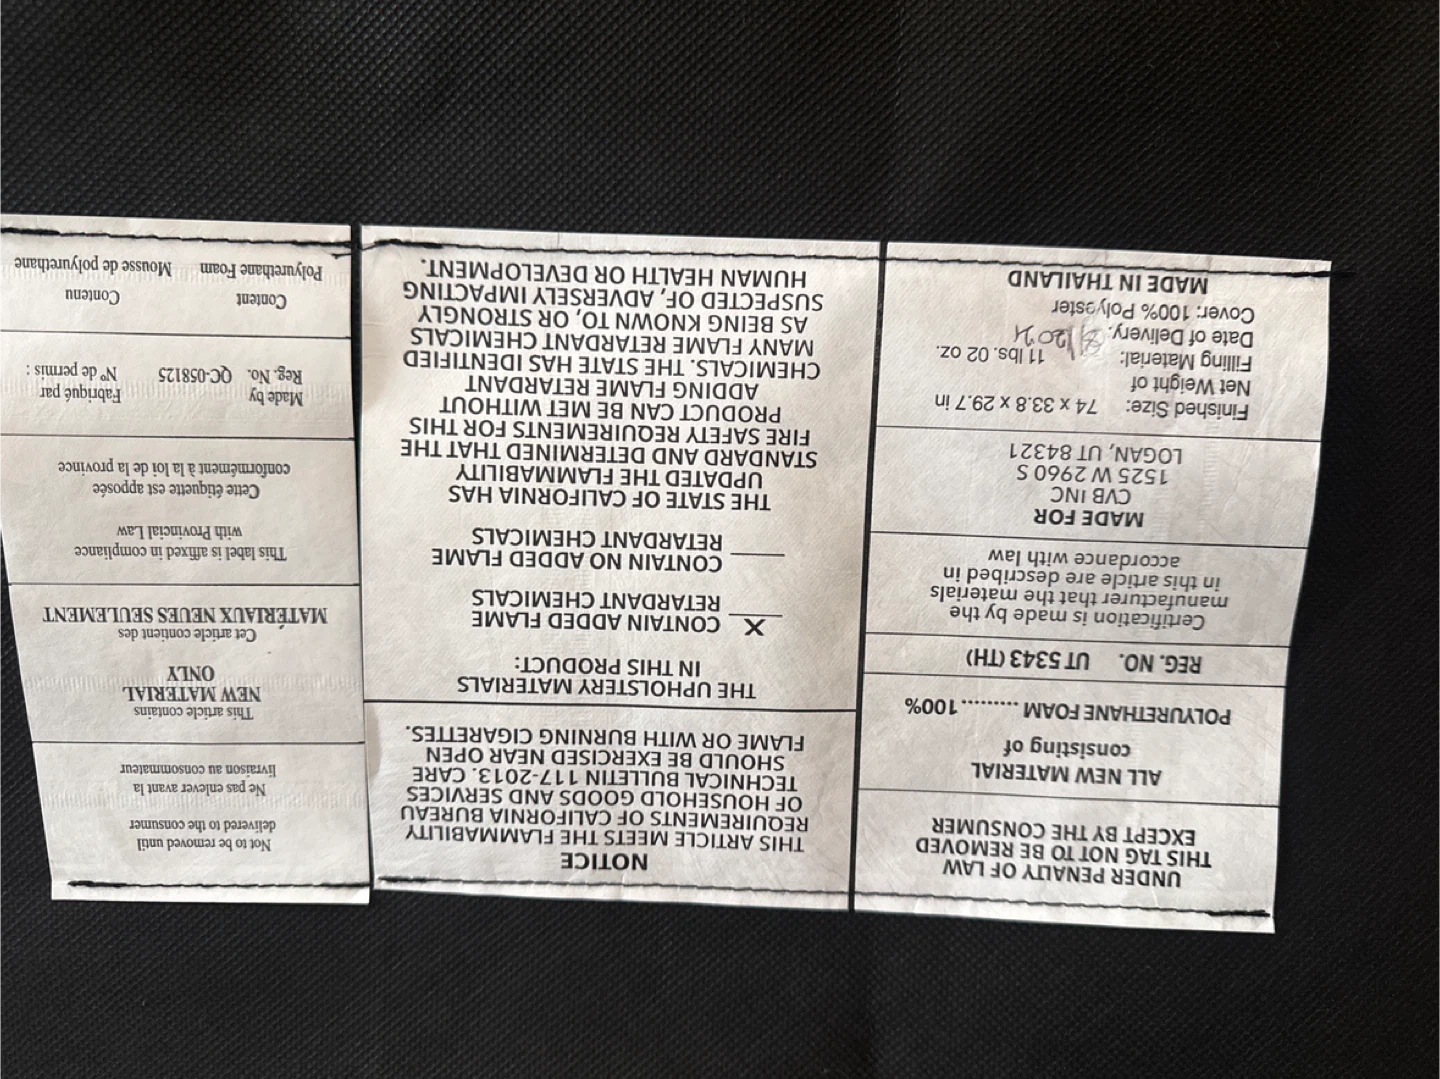 UNDER PENALTY OF LAW
THIS TAG NOT TO BE REMOVED
EXCEPT BY THE CONSUMER
ALL NEW MATERIAL
consisting of
POLYURETHANE FOAM .......... 100%
REG. NO. UT 5343 (TH)
Certification is made by the
manufacturer that the materials
in this article are described in
accordance with law
MADE FOR
CVB INC
1525 W 2960 S
LOGAN, UT 84321
Finished Size: 74 x 33.8 x 29.7 in
Net Weight of
Filling Material: 11 lbs. 02 oz.
Date of Delivery:
Cover: 100% Polyester
MADE IN THAILAND
NOTICE
THIS ARTICLE MEETS THE FLAMMABILITY
REQUIREMENTS OF CALIFORNIA BUREAU
OF HOUSEHOLD GOODS AND SERVICES
TECHNICAL BULLETIN 117-2013. CARE
SHOULD BE EXERCISED NEAR OPEN
FLAME OR WITH BURNING CIGARETTES.
THE UPHOLSTERY MATERIALS
IN THIS PRODUCT:
X CONTAIN ADDED FLAME
RETARDANT CHEMICALS
____ CONTAIN NO ADDED FLAME
RETARDANT CHEMICALS
THE STATE OF CALIFORNIA HAS
UPDATED THE FLAMMABILITY
STANDARD AND DETERMINED THAT THE
FIRE SAFETY REQUIREMENTS FOR THIS
PRODUCT CAN BE MET WITHOUT
ADDING FLAME RETARDANT
CHEMICALS. THE STATE HAS IDENTIFIED
MANY FLAME RETARDANT CHEMICALS
AS BEING KNOWN TO, OR STRONGLY
SUSPECTED OF, ADVERSELY IMPACTING
HUMAN HEALTH OR DEVELOPMENT.
Not to be removed until
delivered to the consumer
Ne pas enlever avant la
livraison au consommateur
This article contains
NEW MATERIAL
ONLY
Cet article contient des
MATÉRIAUX NEUES SEULEMENT
This label is affixed in compliance
with Provincial Law
Cette étiquette est apposée
conformément à la loi de la province
Made by Fabriqué par
Reg. No. QC-058125 Nº de permis :
Content Contenu
Polyurethane Foam Mousse de polyuréthane